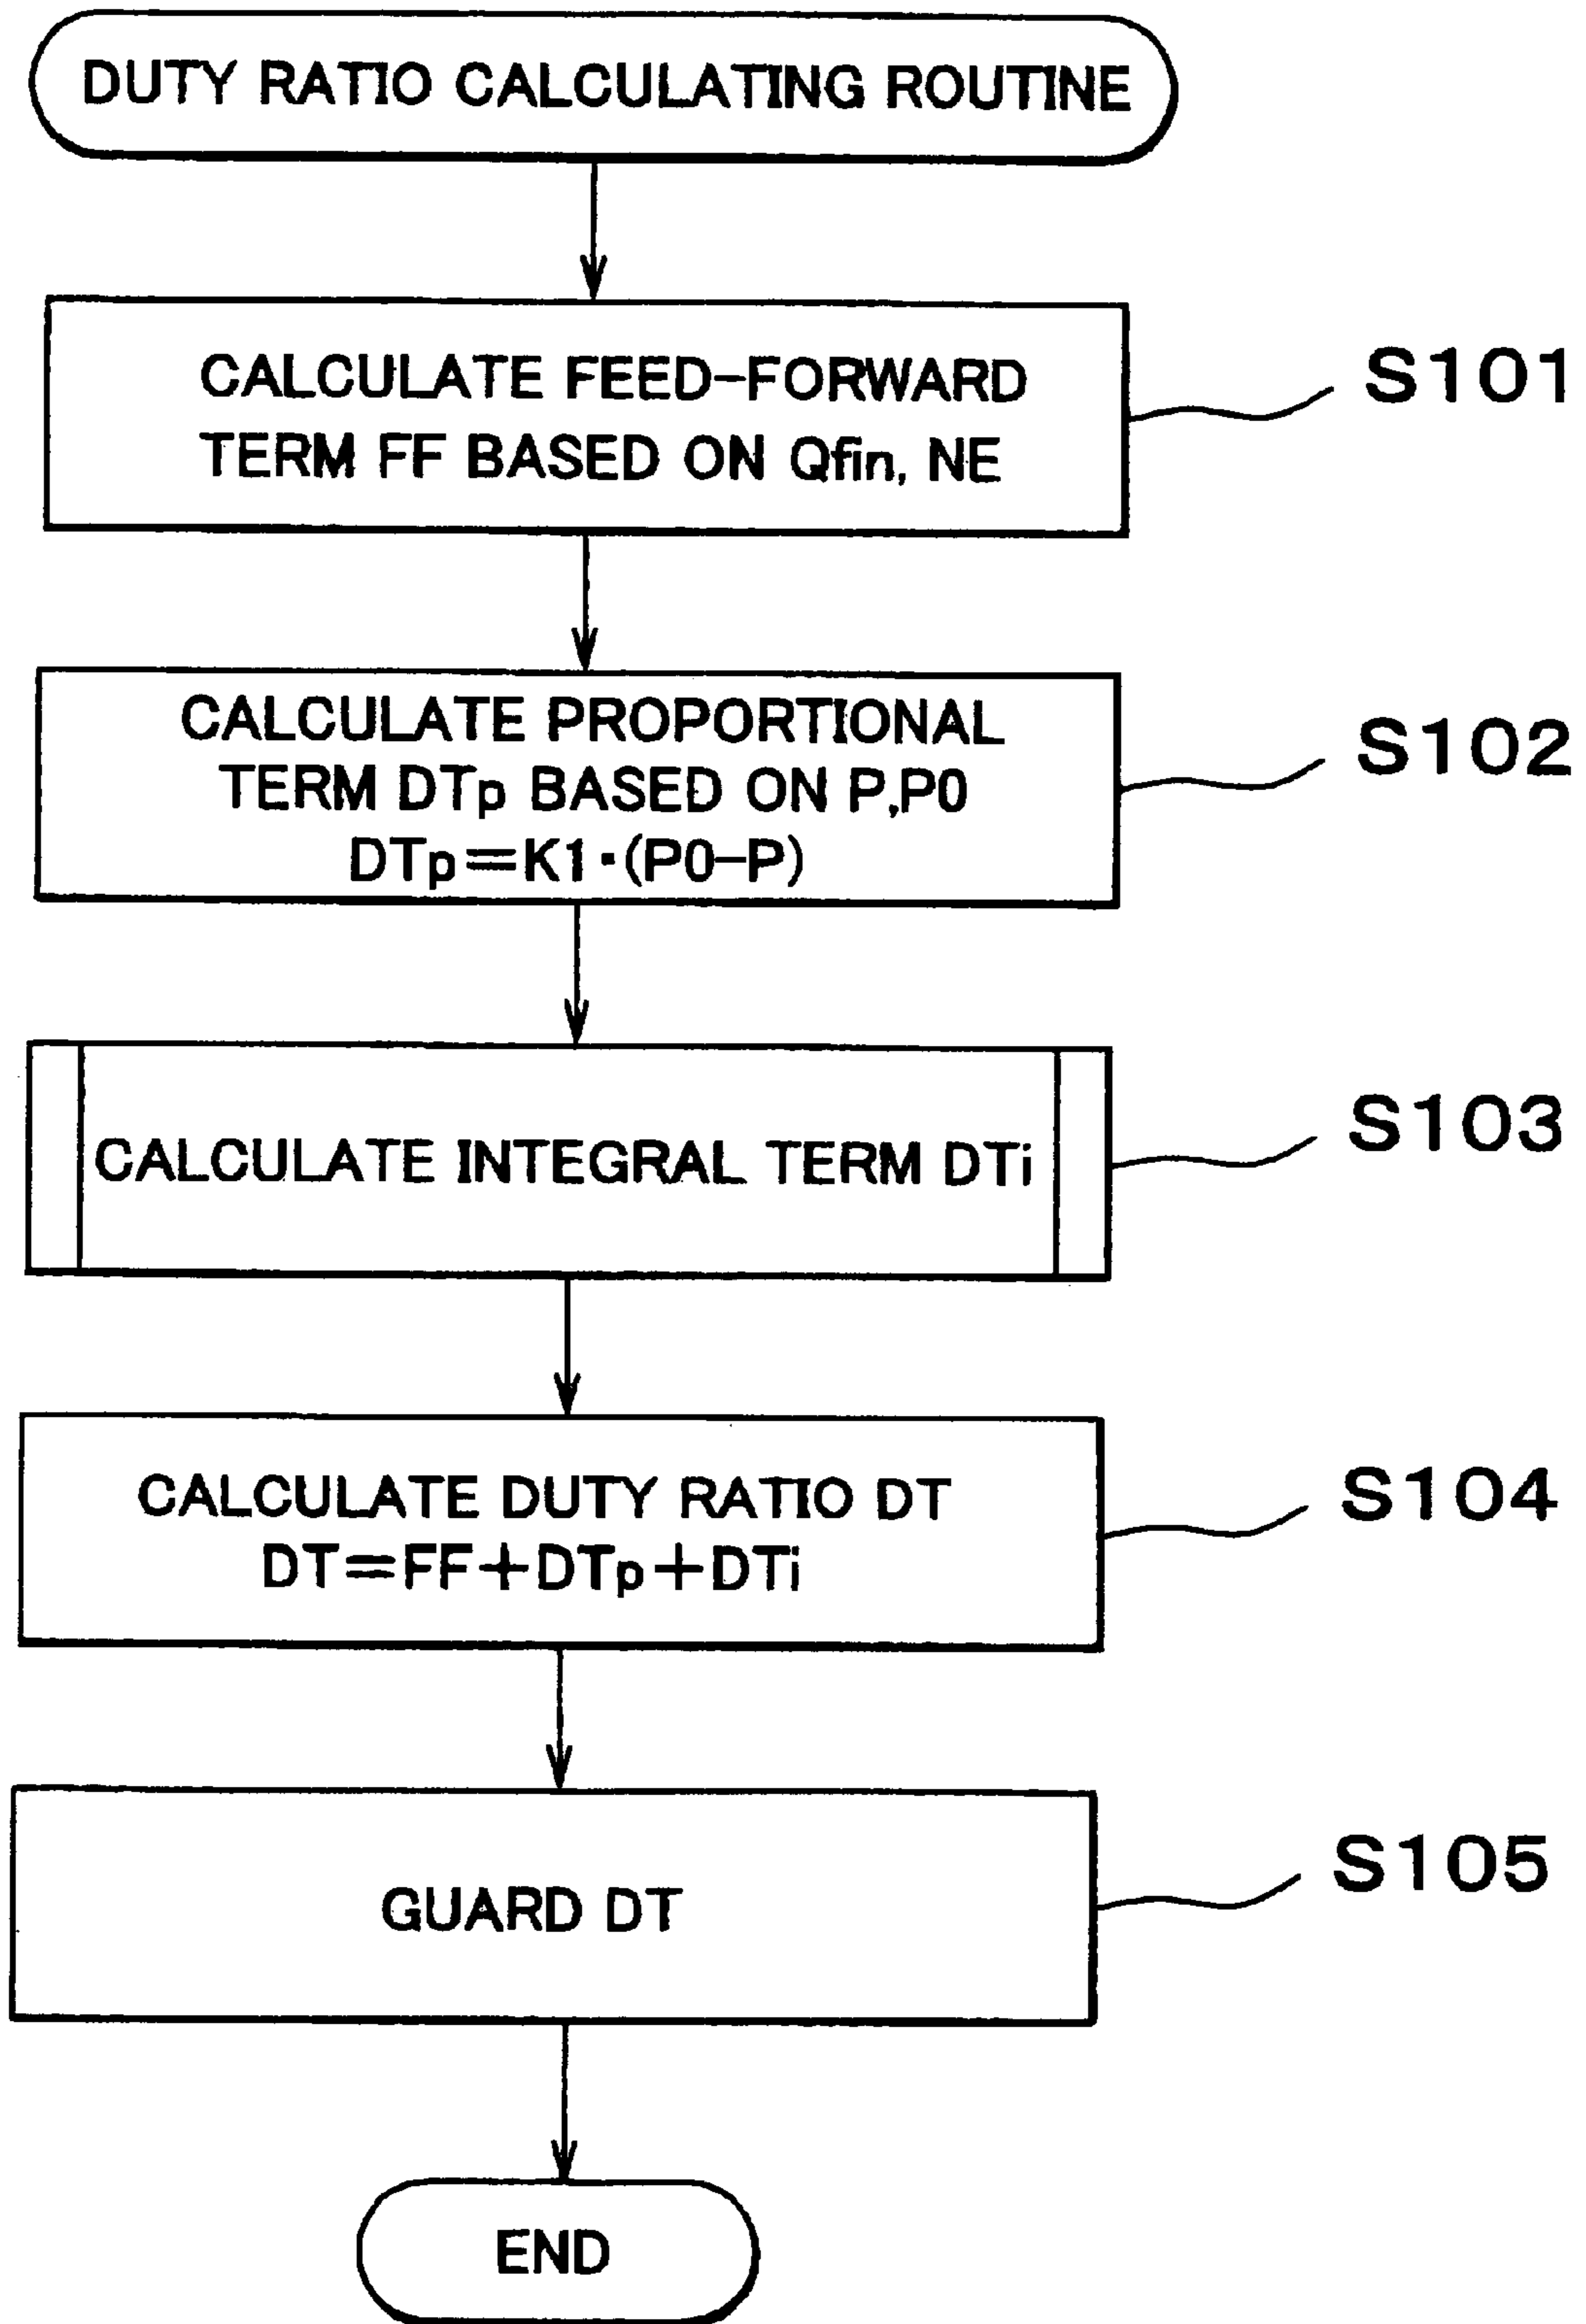 DUTY RATIO CALCULATING ROUTINE
CALCULATE FEED-FORWARD
TERM FF BASED ON Qfin, NE
S101
CALCULATE PROPORTIONAL
TERM DTp BASED ON P,P0
DTp=K1·(P0-P)
S102
CALCULATE INTEGRAL TERM DTi
S103
CALCULATE DUTY RATIO DT
DT=FF+DTp+DTi
S104
GUARD DT
S105
END